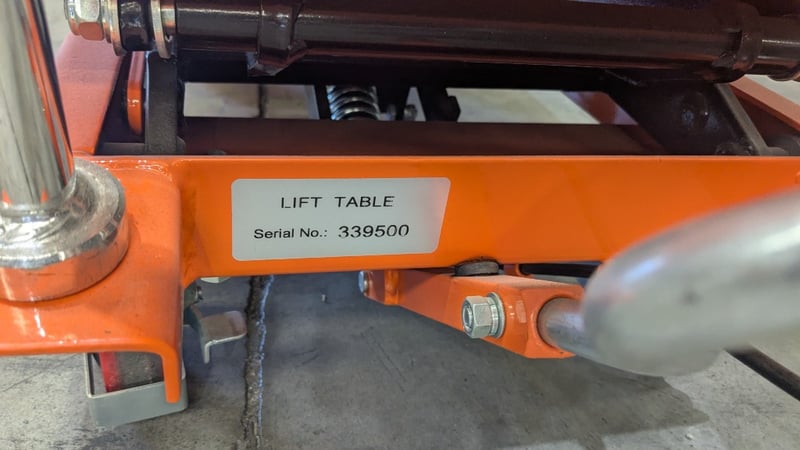 LIFT TABLE
Serial No.: 339500